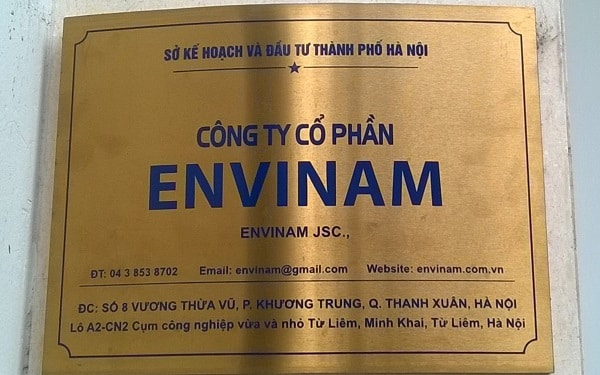 SỞ KẾ HOẠCH VÀ ĐẦU TƯ THÀNH PHỐ HÀ NỘI
CÔNG TY CỔ PHẦN
ENVINAM
ENVINAM JSC.,
ĐT: 04 3 853 8702 Email: envinam@gmail.com Website: envinam.com.vn
ĐC: SỐ 8 VƯƠNG THỪA VŨ, P. KHƯƠNG TRUNG, Q. THANH XUÂN, HÀ NỘI
Lô A2-CN2 Cụm công nghiệp vừa và nhỏ Từ Liêm, Minh Khai, Từ Liêm, Hà Nội